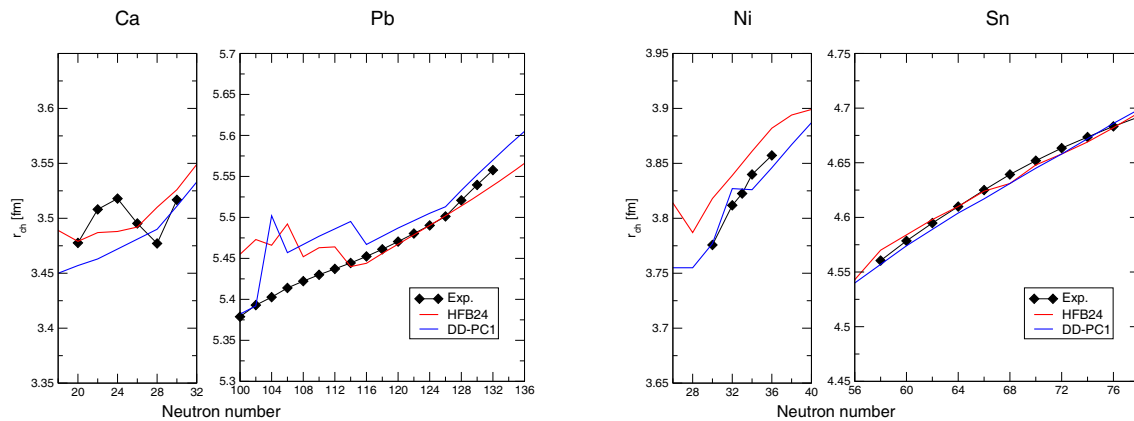 Ca
Pb
Ni
Sn
r_ch [fm]
3.6
3.55
3.5
3.45
3.4
3.35
20 24 28 32
5.7
5.65
5.6
5.55
5.5
5.45
5.4
5.35
5.3
100 104 108 112 116 120 124 128 132 136
Exp.
HFB24
DD-PC1
Neutron number
r_ch [fm]
3.95
3.9
3.85
3.8
3.75
3.7
3.65
28 32 36 40
4.75
4.7
4.65
4.6
4.55
4.5
4.45
56 60 64 68 72 76
Exp.
HFB24
DD-PC1
Neutron number